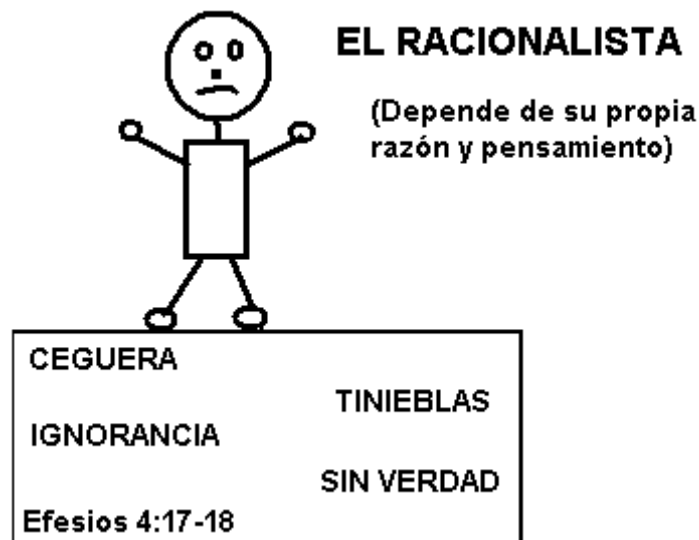 EL RACIONALISTA
(Depende de su propia
razón y pensamiento)
CEGUERA
TINIEBLAS
IGNORANCIA
SIN VERDAD
Efesios 4:17-18